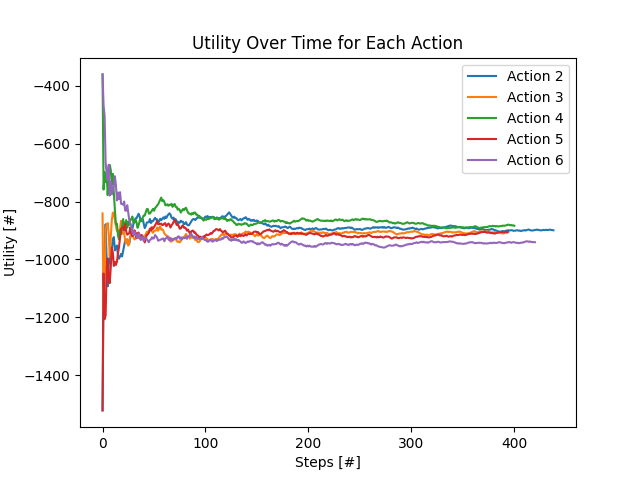 Utility Over Time for Each Action
Action 2
Action 3
Action 4
Action 5
Action 6
−400
−600
−800
−1000
−1200
−1400
Utility [#]
0 100 200 300 400
Steps [#]